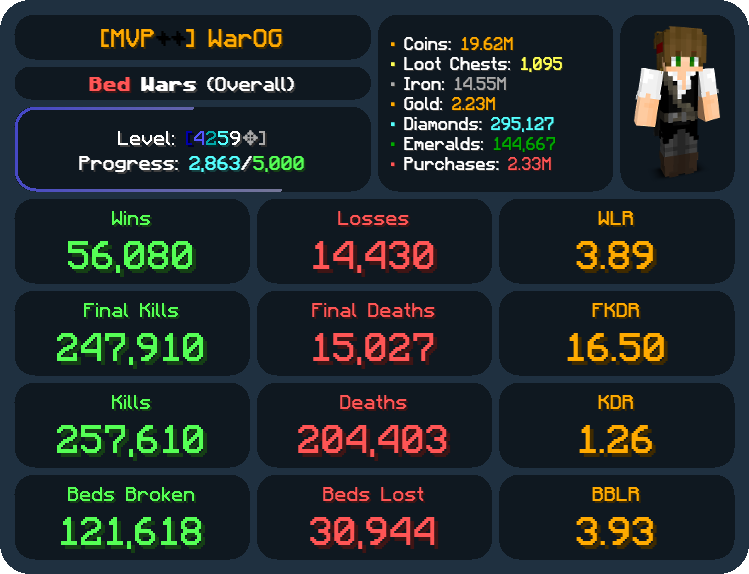 [MVP++] WarOG
Bed Wars (Overall)
Level: [4259✥]
Progress: 2,863/5,000
· Coins: 19.62M
· Loot Chests: 1,095
· Iron: 14.55M
· Gold: 2.23M
· Diamonds: 295,127
· Emeralds: 144,667
· Purchases: 2.33M
Wins Losses WLR
56,080 14,430 3.89
Final Kills Final Deaths FKDR
247,910 15,027 16.50
Kills Deaths KDR
257,610 204,403 1.26
Beds Broken Beds Lost BBLR
121,618 30,944 3.93